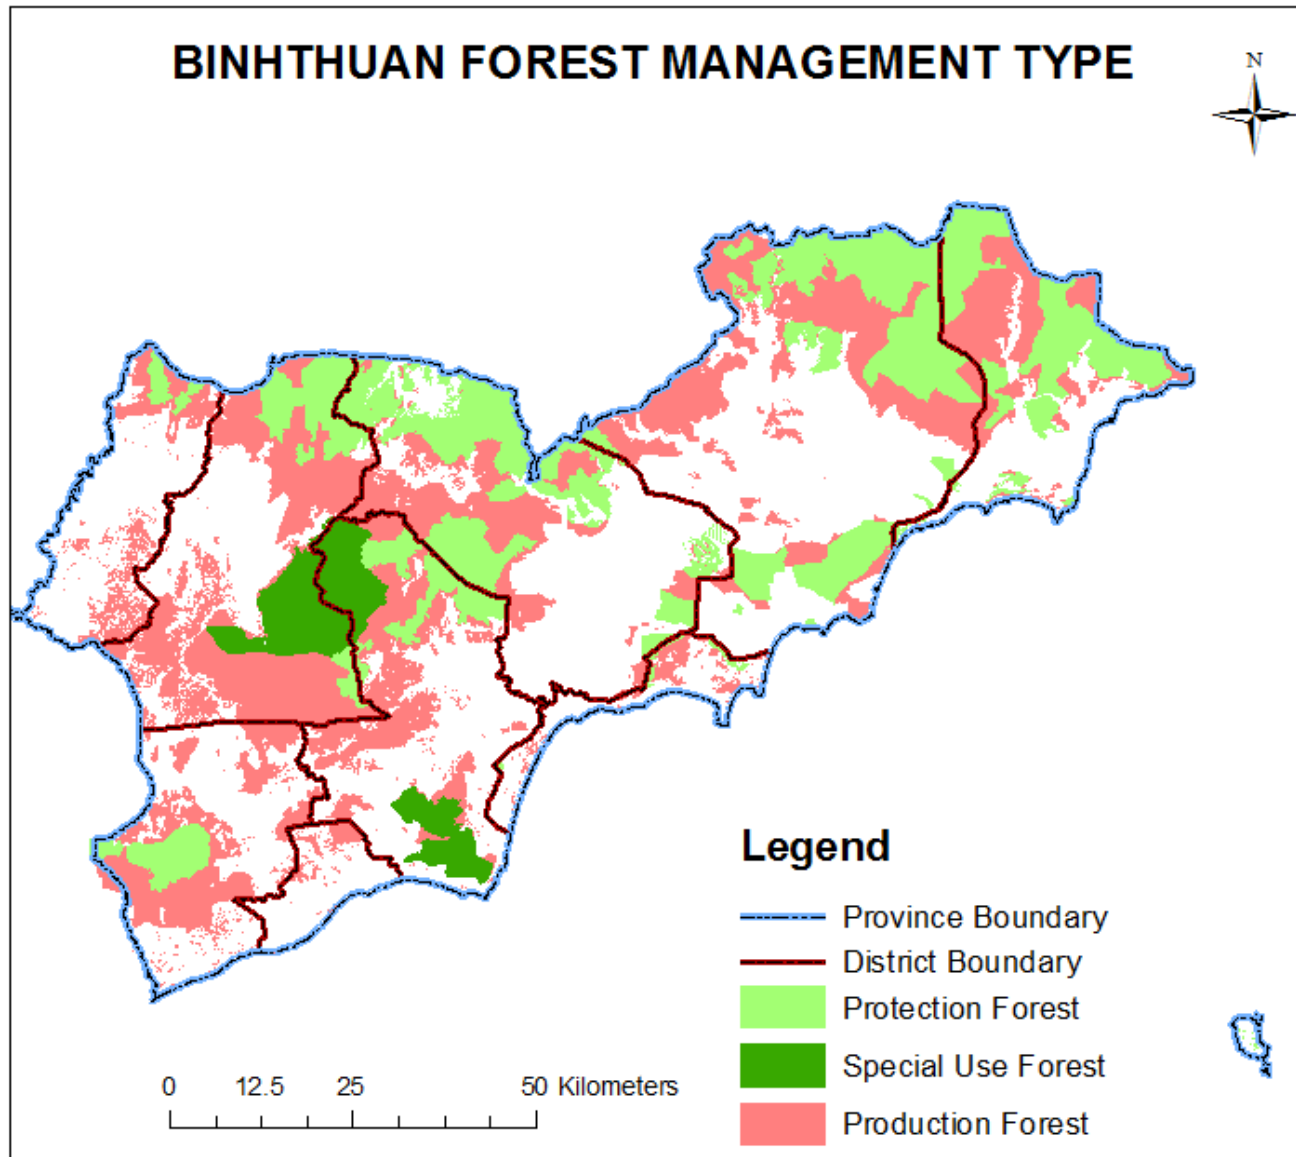 BINHTHUAN FOREST MANAGEMENT TYPE
N
Legend
Province Boundary
District Boundary
Protection Forest
Special Use Forest
Production Forest
0 12.5 25 50 Kilometers